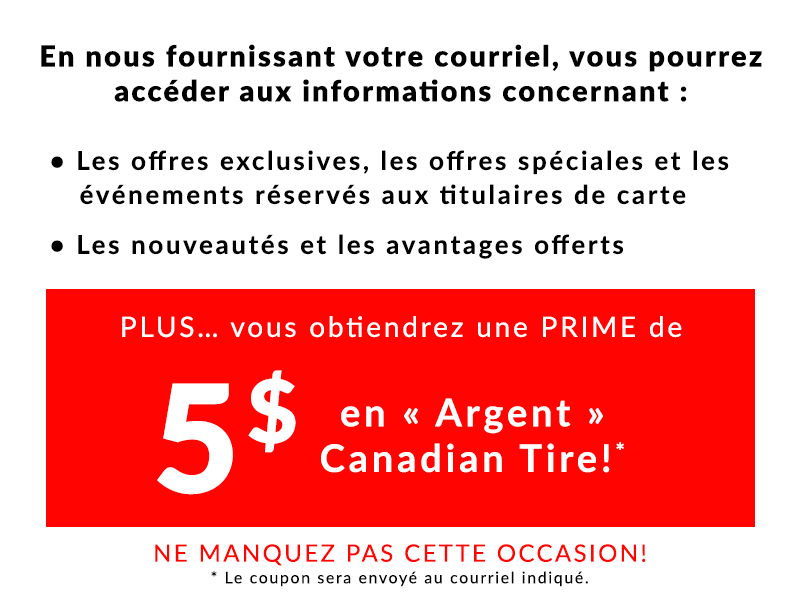 En nous fournissant votre courriel, vous pourrez
accéder aux informations concernant :
• Les offres exclusives, les offres spéciales et les
événements réservés aux titulaires de carte
• Les nouveautés et les avantages offerts
PLUS... vous obtiendrez une PRIME de
5$ en « Argent »
Canadian Tire!*
NE MANQUEZ PAS CETTE OCCASION!
* Le coupon sera envoyé au courriel indiqué.